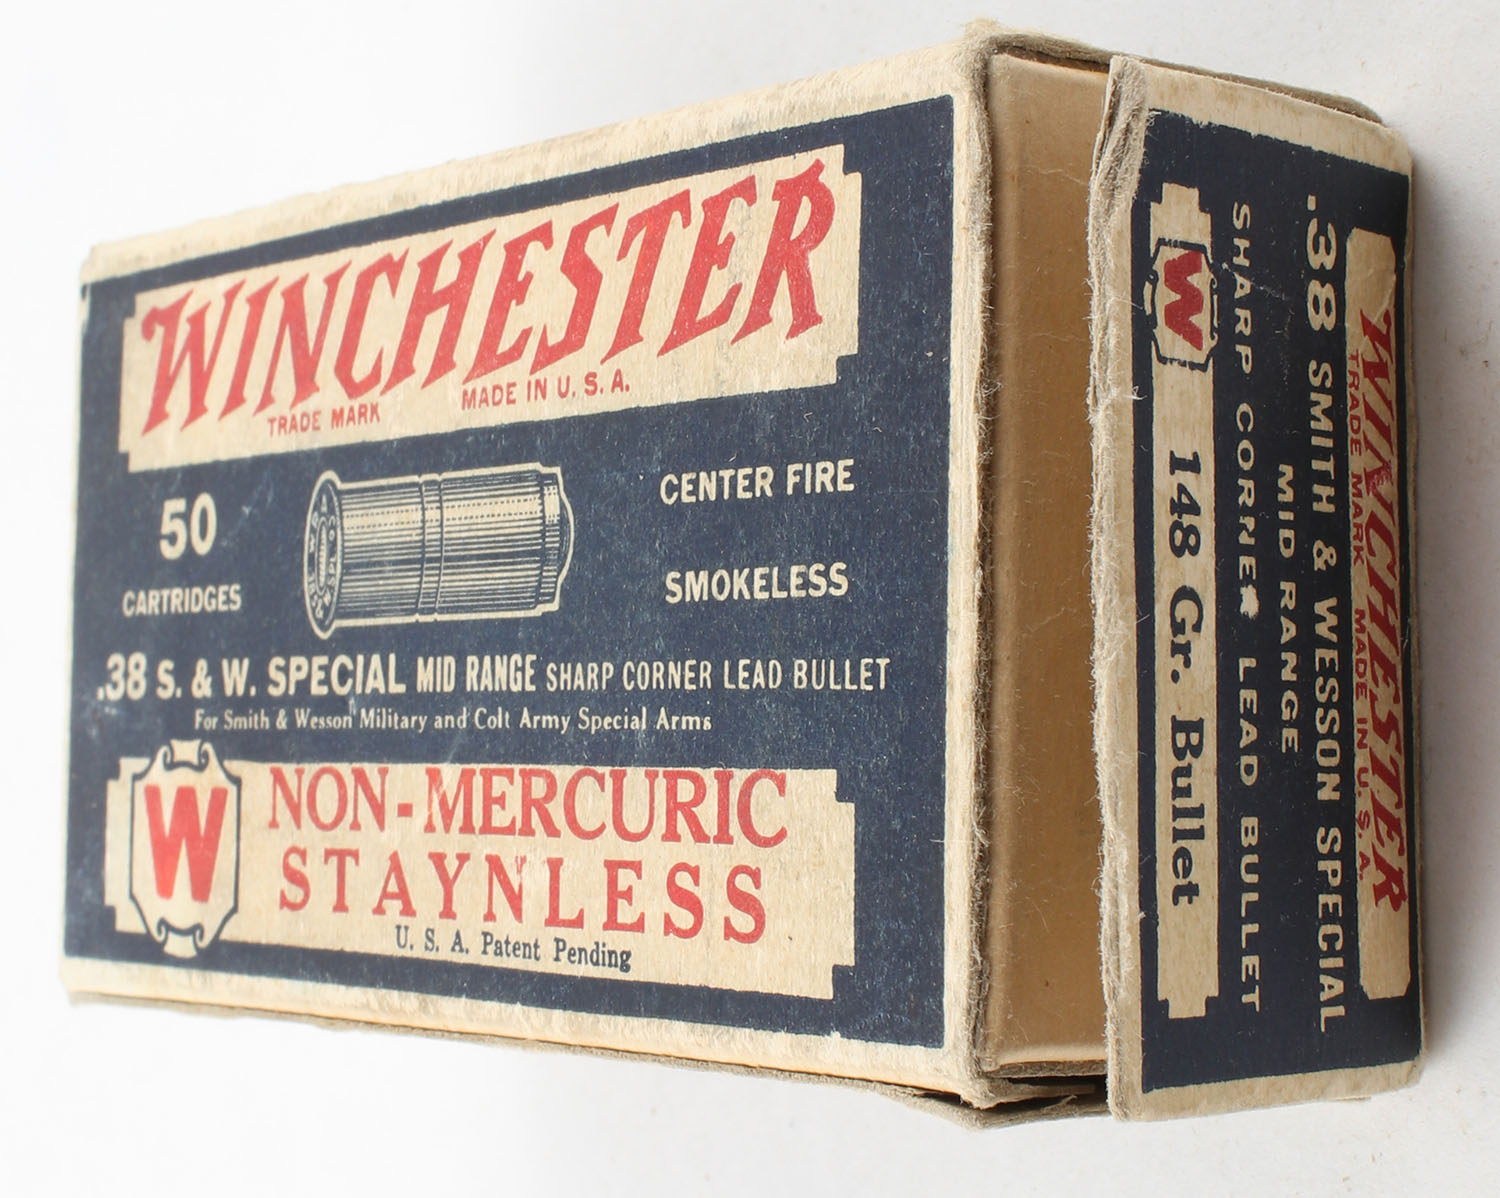 WINCHESTER
TRADE MARK MADE IN U.S.A.
50
CARTRIDGES
CENTER FIRE
SMOKELESS
.38 S. & W. SPECIAL MID RANGE SHARP CORNER LEAD BULLET
For Smith & Wesson Military and Colt Army Special Arms
W
NON-MERCURIC
STAYNLESS
U. S. A. Patent Pending
WINCHESTER
TRADE MARK MADE IN U.S.A.
.38 SMITH & WESSON SPECIAL
MID RANGE
SHARP CORNER LEAD BULLET
W 148 Gr. Bullet